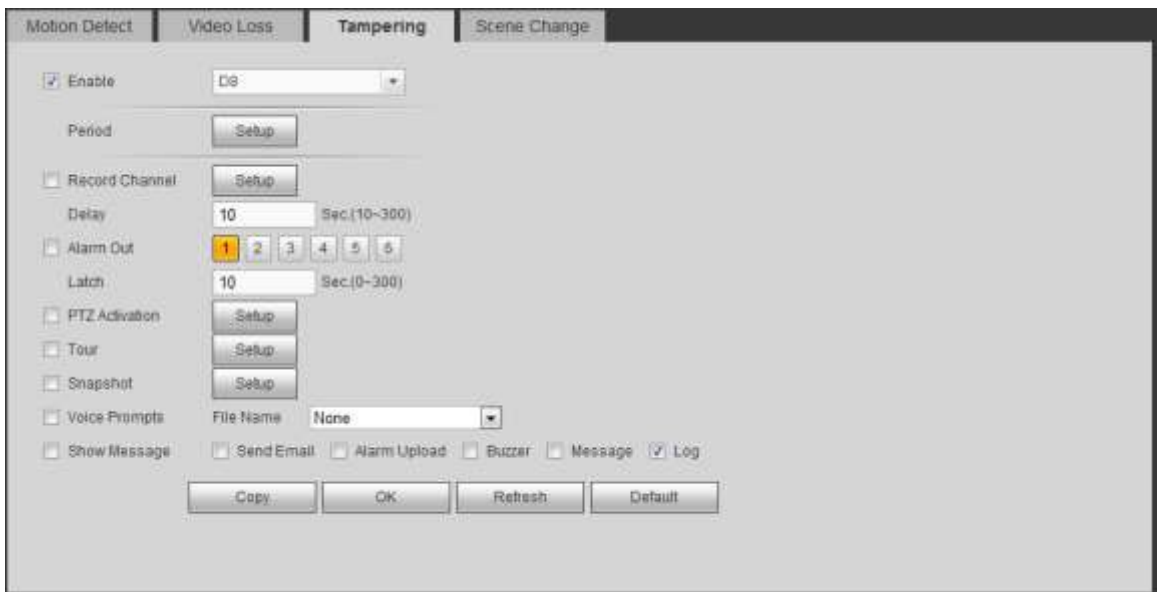 Motion Detect Video Loss Tampering Scene Change
Enable D8
Period Setup
Record Channel Setup
Delay 10 Sec.(10~300)
Alarm Out 1 2 3 4 5 6
Latch 10 Sec.(0~300)
PTZ Activation Setup
Tour Setup
Snapshot Setup
Voice Prompts File Name None
Show Message Send Email Alarm Upload Buzzer Message Log
Copy OK Refresh Default